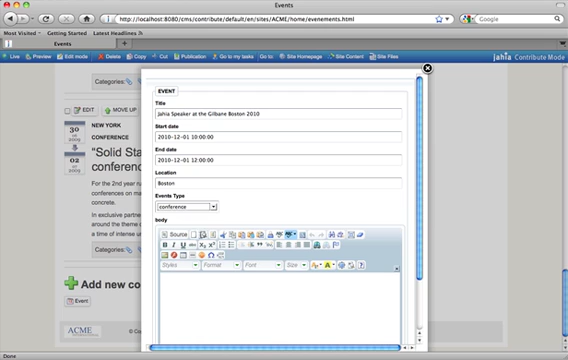 Events
http://localhost:8080/cms/contribute/default/en/sites/ACME/home/evenements.html
Google
Most Visited Getting Started Latest Headlines
Events
Live Preview Edit mode Delete Copy Cut Publication Go to my tasks Go to: Site Homepage Site Content Site Files jahia Contribute Mode
Categories:
EDIT MOVE UP
30
2009
02
2009
NEW YORK
CONFERENCE
"Solid Sta
conferenc
For the 2nd year
conferences on ma
concrete.
In exclusive partne
around the theme
a time of intense
Categories:
Add new co
Event
ACME
EVENT
Title
Jahia Speaker at the Gilbane Boston 2010
Start date
2010-12-01 10:00:00
End date
2010-12-01 12:00:00
Location
Boston
Events Type
conference
body
Source
Styles Format Font Size
Done